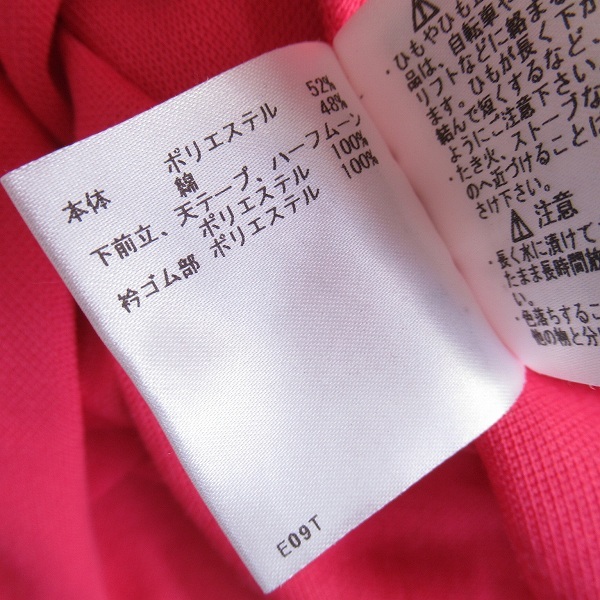 本体 ポリエステル 52%
綿 48%
下前立、天テープ、ハーフムーン
ポリエステル 100%
衿ゴム部 ポリエステル 100%
E09T
・ひもやひも
品は、自転車や
リフトなどに絡まる
ます。ひもが長く下が
結んで短くするなど、
ようにご注意下さい。
・たき火、ストーブな
のへ近づけることに
さけ下さい。
注意
・長く水に漬けて
たまま長時間放
い。
・色落ちするこ
他の物と分